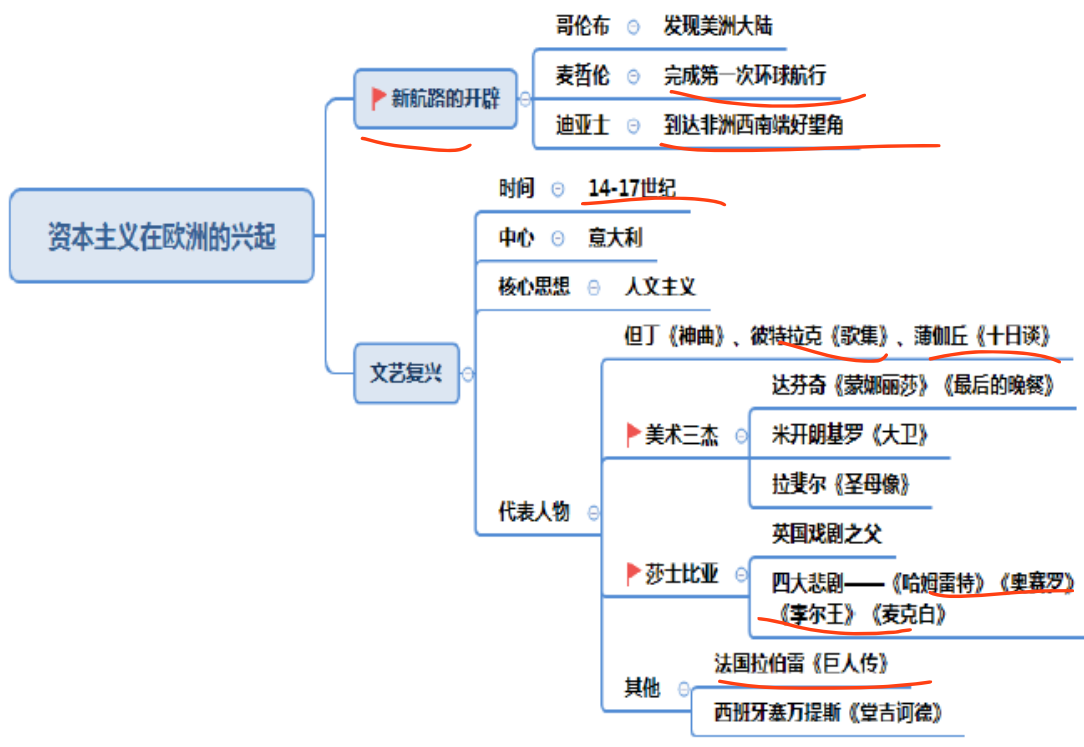 哥伦布 发现美洲大陆
麦哲伦 完成第一次环球航行
新航路的开辟
迪亚士 到达非洲西南端好望角
时间 14-17世纪
资本主义在欧洲的兴起
中心 意大利
核心思想 人文主义
但丁《神曲》、彼特拉克《歌集》、薄伽丘《十日谈》
文艺复兴
达芬奇《蒙娜丽莎》《最后的晚餐》
美术三杰
米开朗基罗《大卫》
拉斐尔《圣母像》
代表人物
英国戏剧之父
莎士比亚
四大悲剧——《哈姆雷特》《奥赛罗》
《李尔王》《麦克白》
法国拉伯雷《巨人传》
其他
西班牙塞万提斯《堂吉诃德》